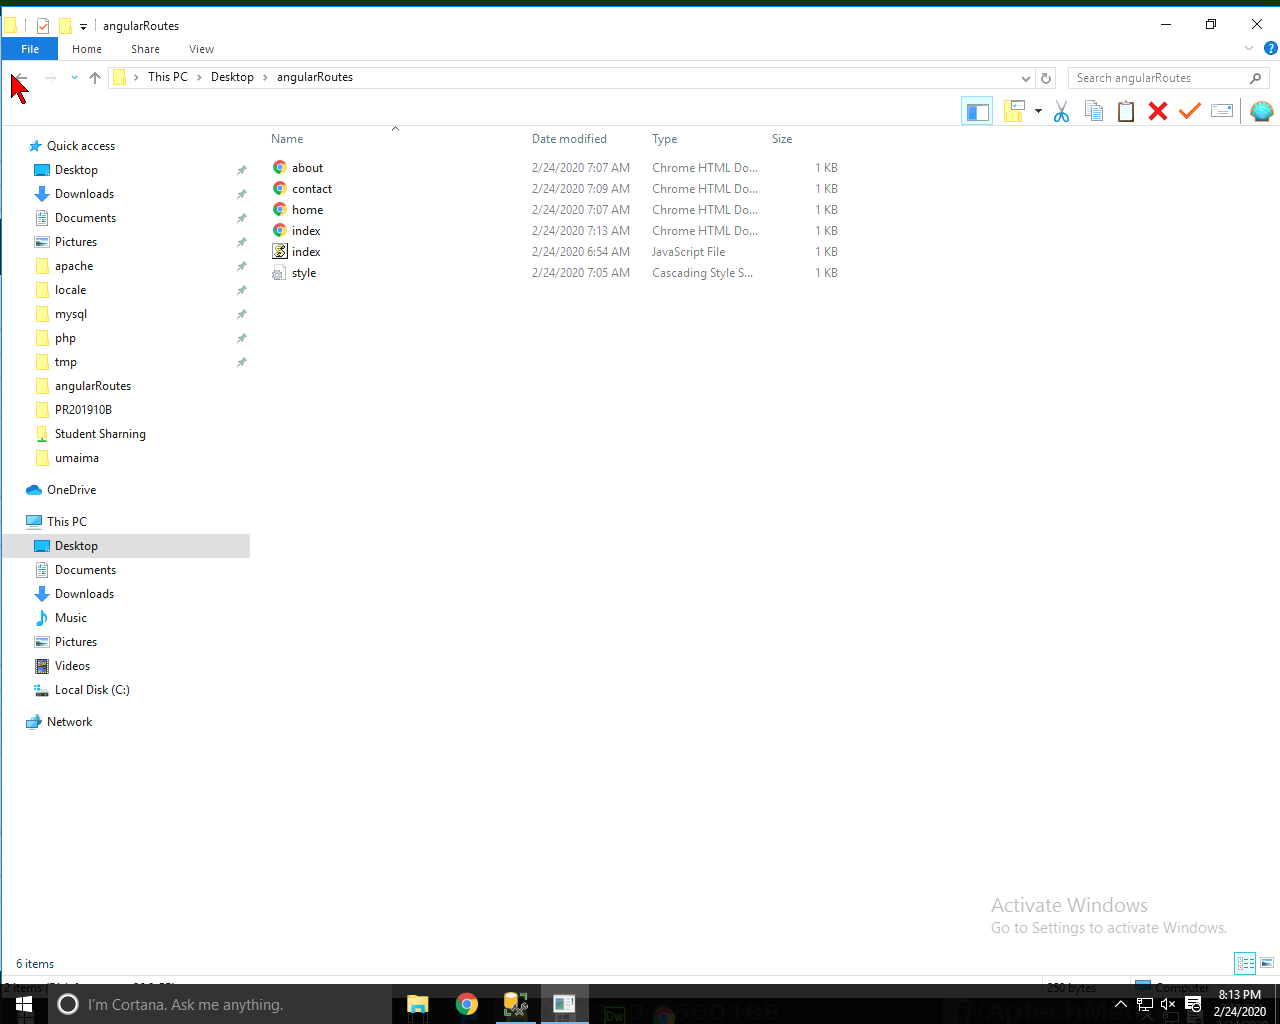 angularRoutes
File Home Share View
This PC Desktop angularRoutes
Search angularRoutes
Name Date modified Type Size
about 2/24/2020 7:07 AM Chrome HTML Do... 1 KB
contact 2/24/2020 7:09 AM Chrome HTML Do... 1 KB
home 2/24/2020 7:07 AM Chrome HTML Do... 1 KB
index 2/24/2020 7:13 AM Chrome HTML Do... 1 KB
index 2/24/2020 6:54 AM JavaScript File 1 KB
style 2/24/2020 7:05 AM Cascading Style S... 1 KB
Quick access
Desktop
Downloads
Documents
Pictures
apache
locale
mysql
php
tmp
angularRoutes
PR201910B
Student Sharning
umaima
OneDrive
This PC
Desktop
Documents
Downloads
Music
Pictures
Videos
Local Disk (C:)
Network
Activate Windows
Go to Settings to activate Windows.
6 items
250 bytes Computer
I'm Cortana. Ask me anything.
Dw
8:13 PM
2/24/2020